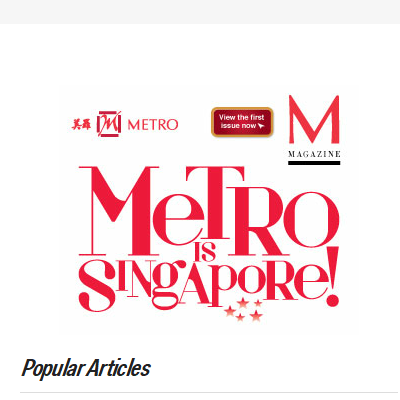 美羅 M METRO
View the first
issue now
M
MAGAZINE
METRO
IS
SINGAPORE!
Popular Articles